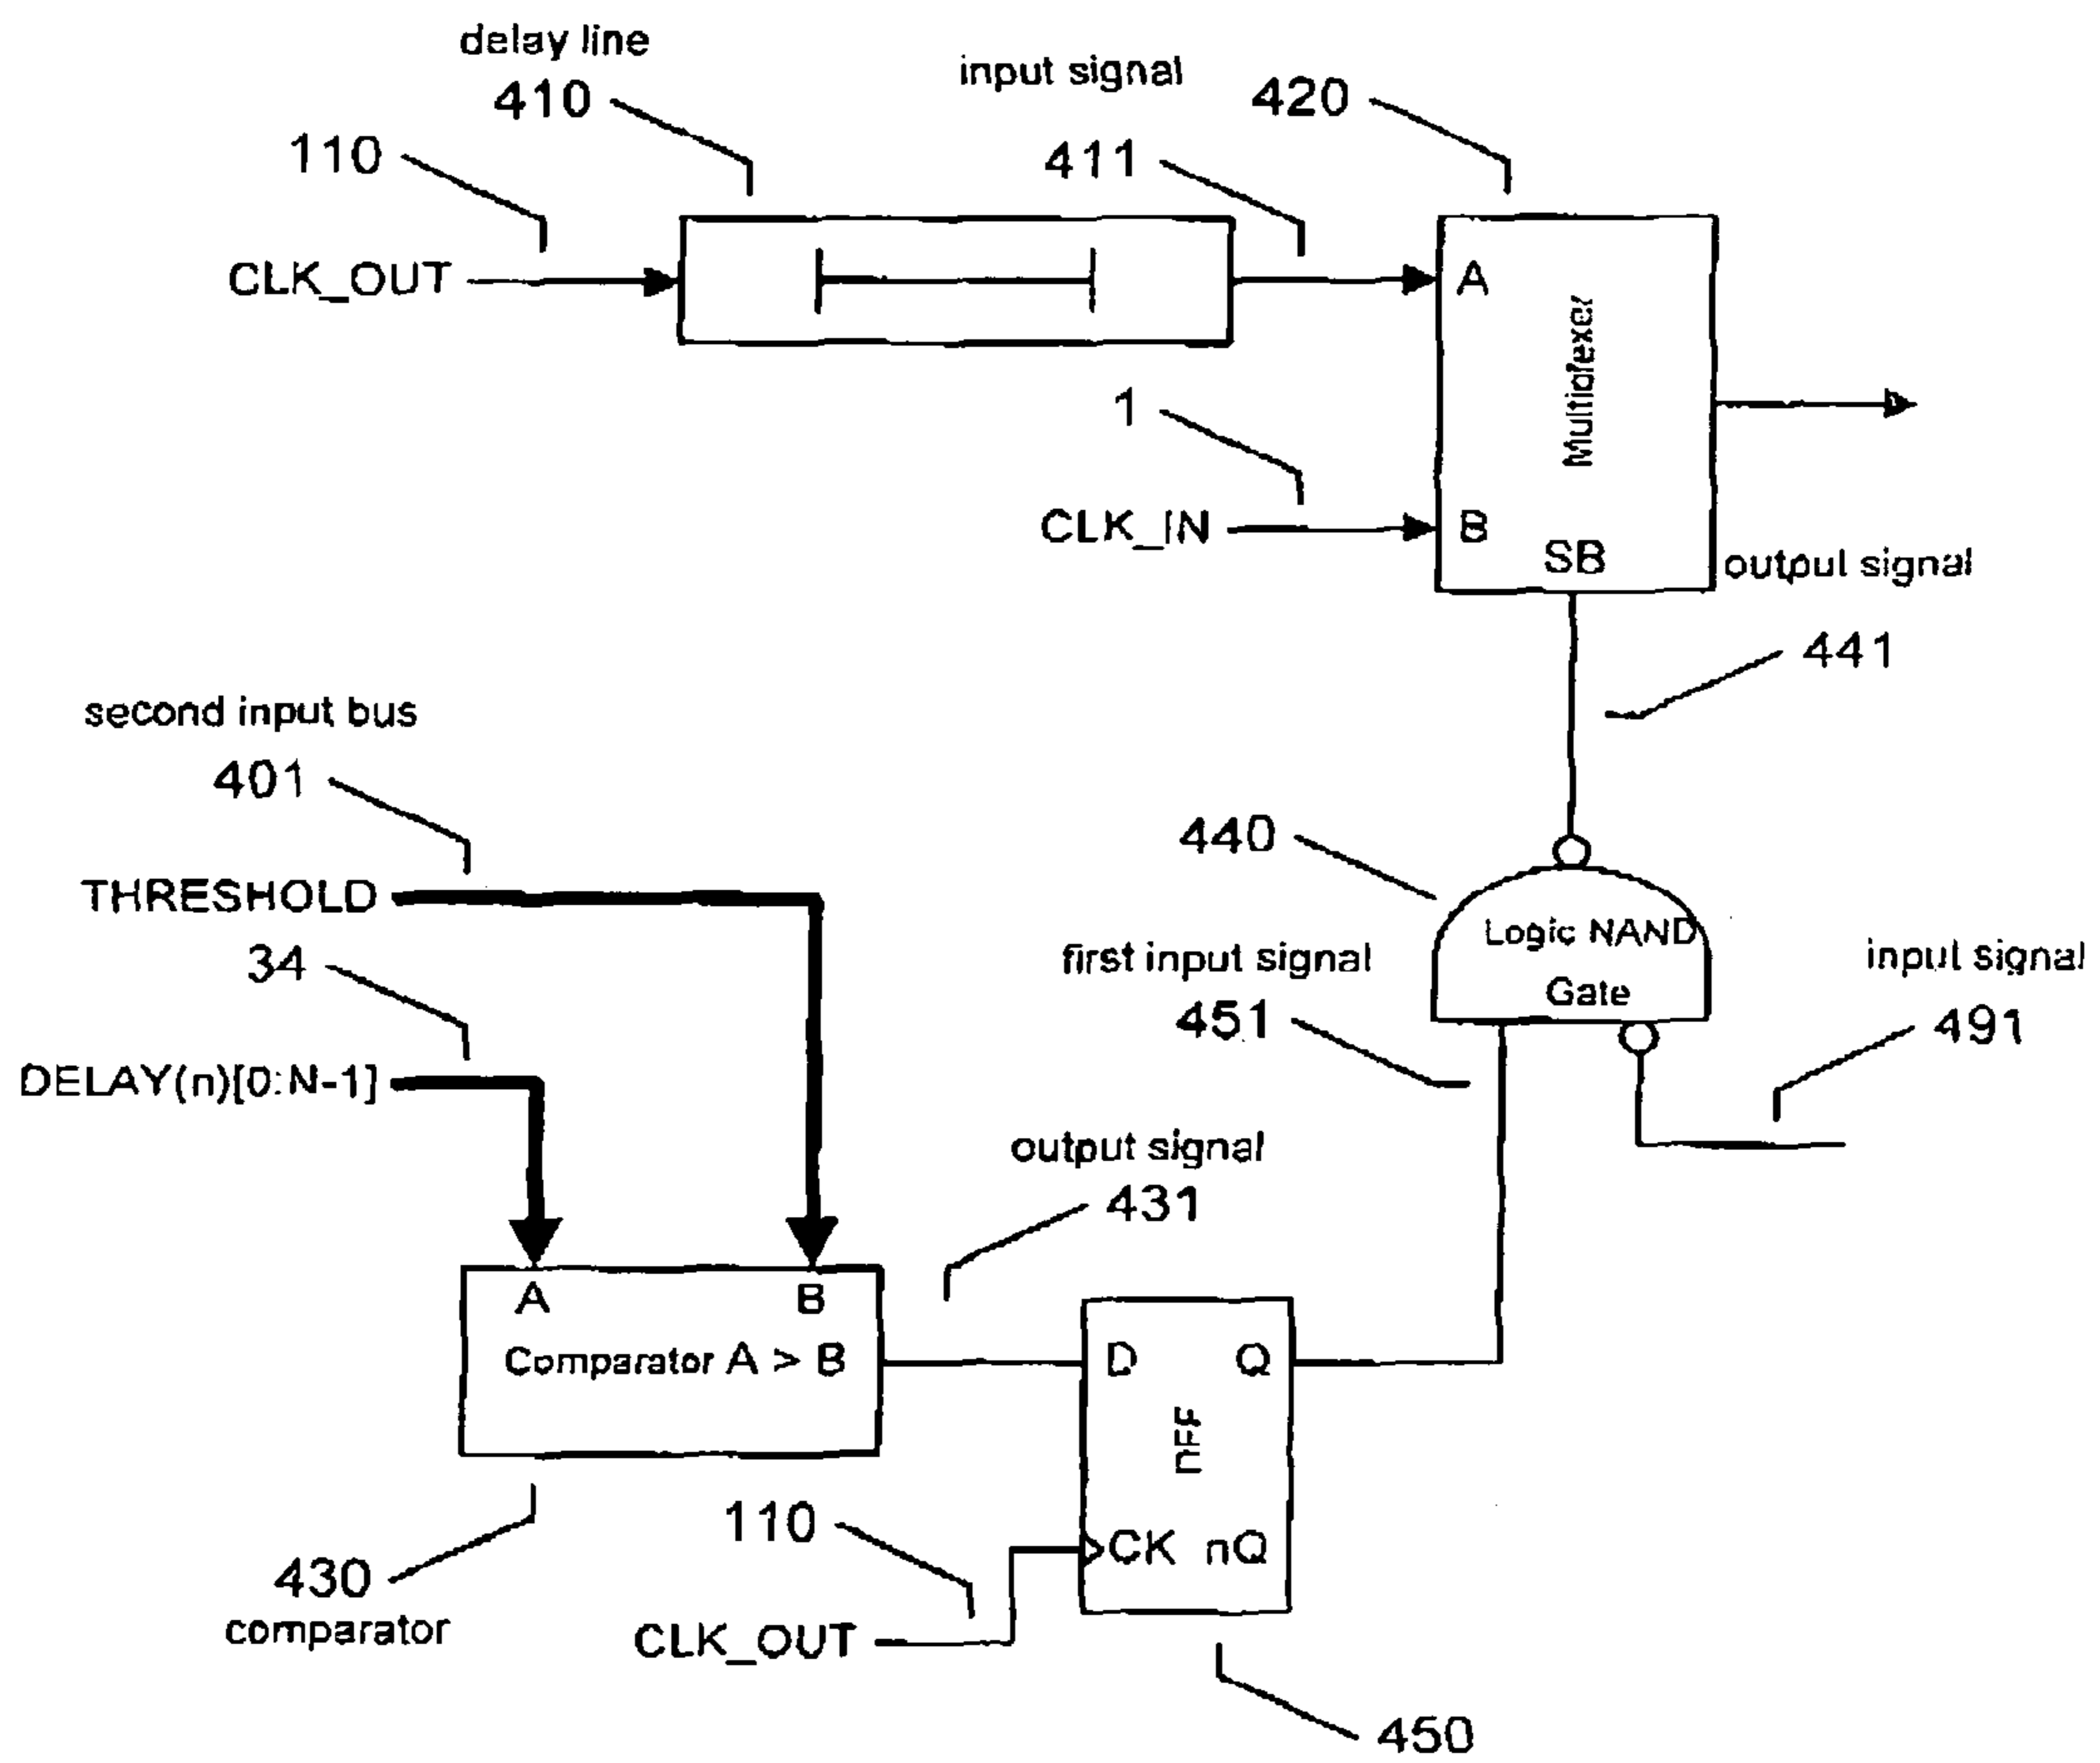 delay line
410
input signal
411
420
110
CLK_OUT
A
Multiplexer
1
CLK_IN
B
SB
output signal
441
second input bus
401
THRESHOLD
34
DELAY(n)[0:N-1]
440
Logic NAND
Gate
first input signal
451
input signal
491
output signal
431
A
B
Comparator A > B
D
Q
nFF
CK
nQ
430
comparator
110
CLK_OUT
450